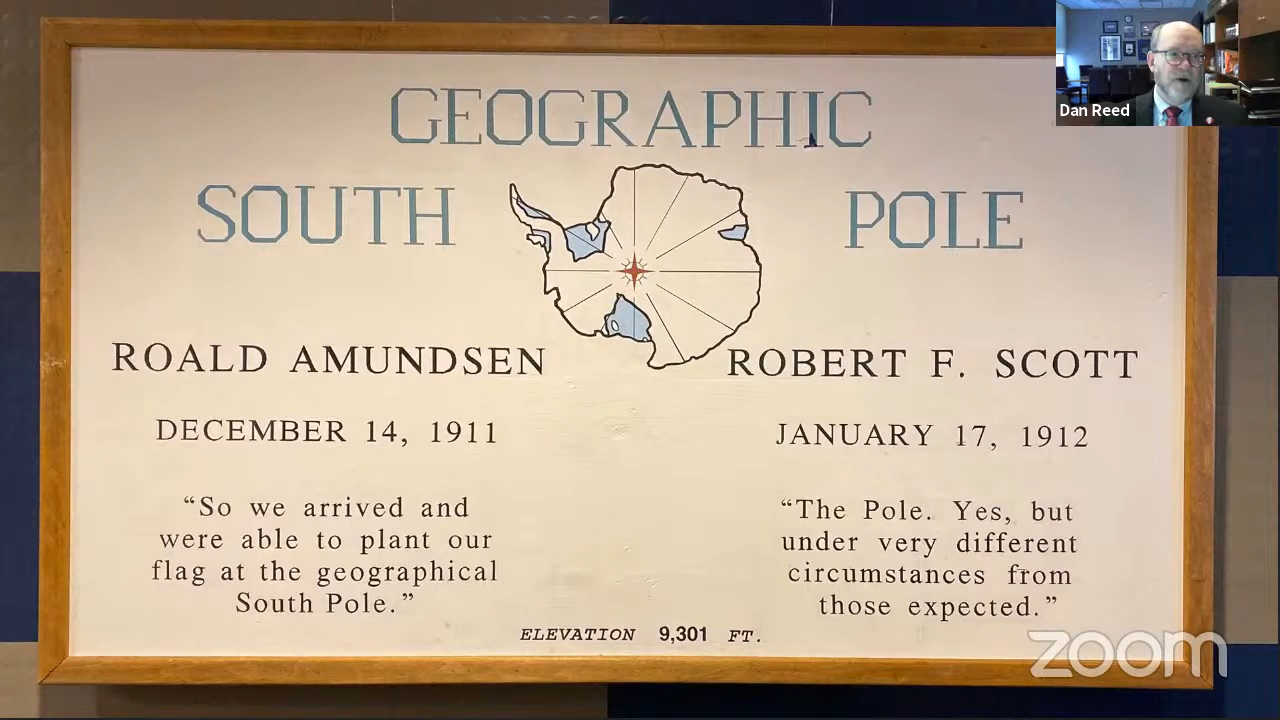 Dan Reed
GEOGRAPHIC
SOUTH POLE
ROALD AMUNDSEN
DECEMBER 14, 1911
“So we arrived and
were able to plant our
flag at the geographical
South Pole.”
ROBERT F. SCOTT
JANUARY 17, 1912
“The Pole. Yes, but
under very different
circumstances from
those expected.”
ELEVATION 9,301 FT.
zoom